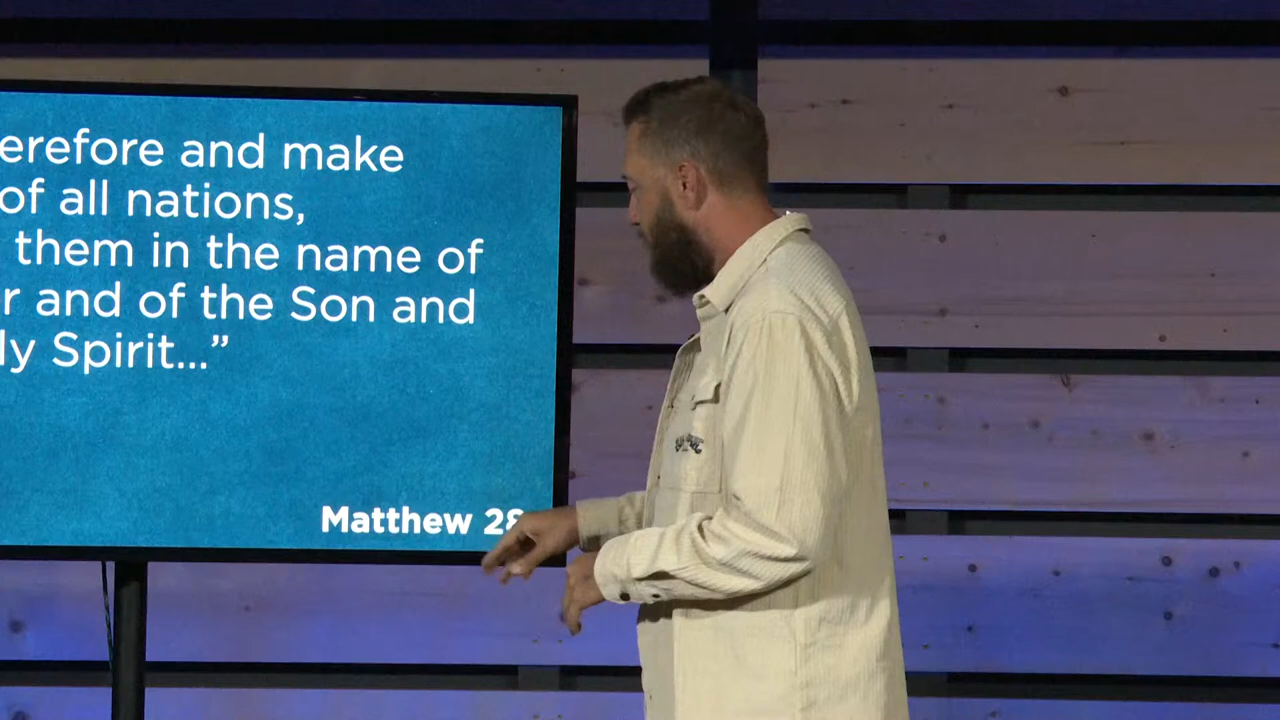 erefore and make
of all nations,
them in the name of
r and of the Son and
ly Spirit...”
Matthew 28